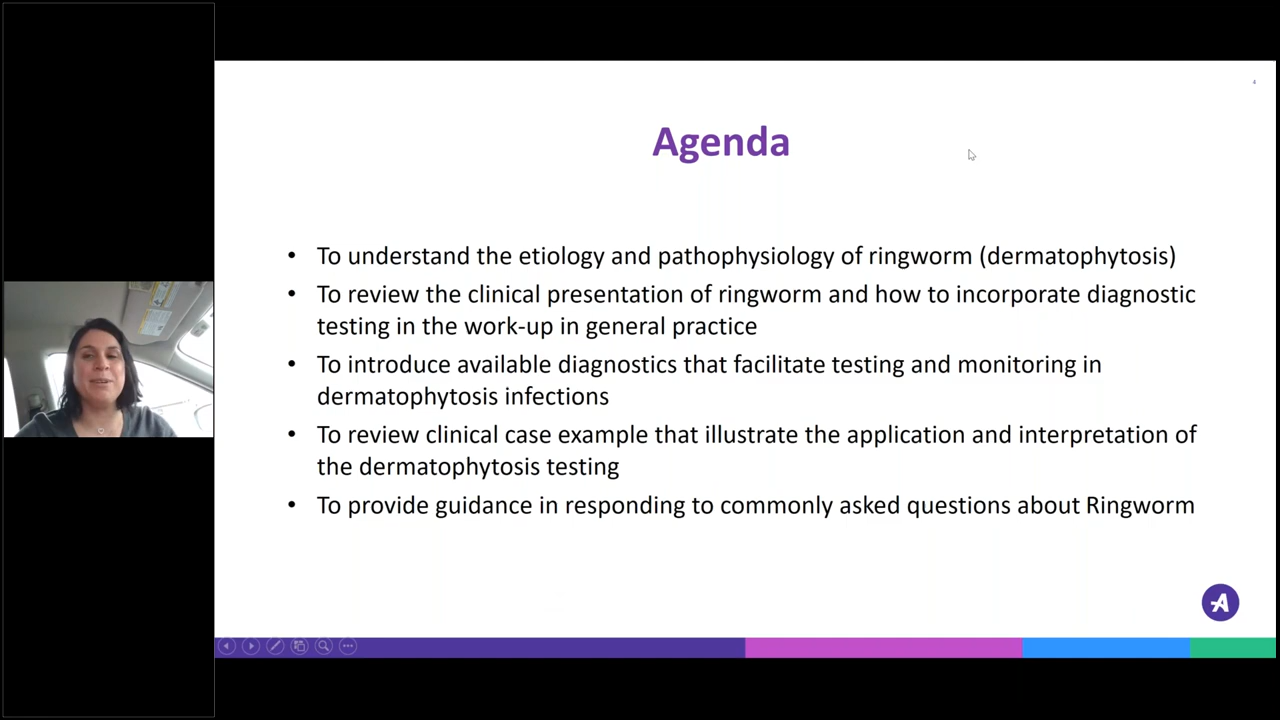 4
Agenda
• To understand the etiology and pathophysiology of ringworm (dermatophytosis)
• To review the clinical presentation of ringworm and how to incorporate diagnostic
testing in the work-up in general practice
• To introduce available diagnostics that facilitate testing and monitoring in
dermatophytosis infections
• To review clinical case example that illustrate the application and interpretation of
the dermatophytosis testing
• To provide guidance in responding to commonly asked questions about Ringworm
A